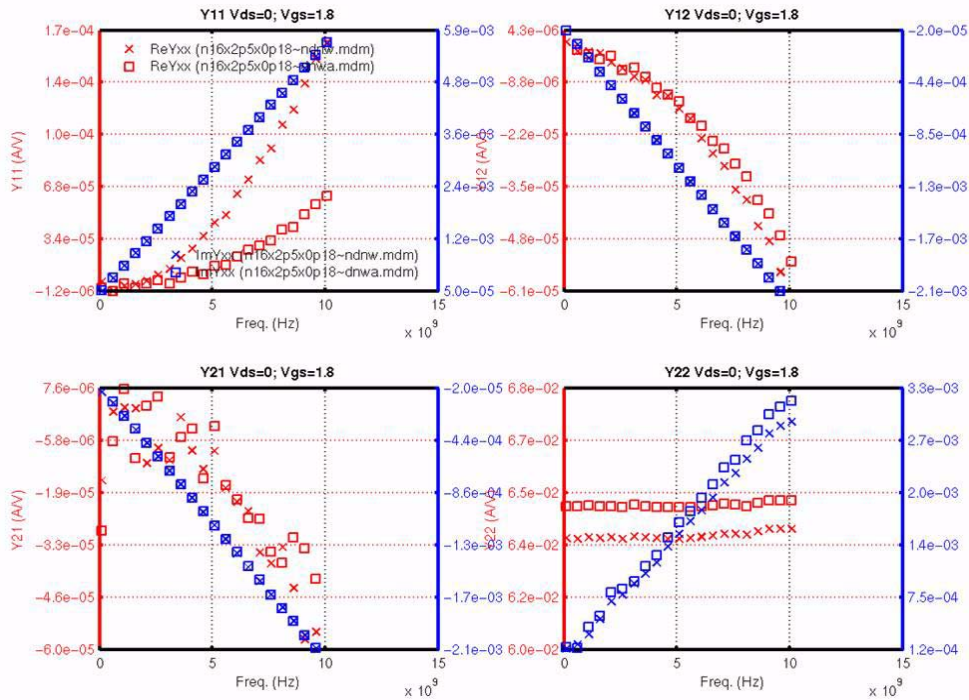 Y11 Vds=0; Vgs=1.8
1.7e−04
1.4e−04
1.0e−04
6.8e−05
3.4e−05
−1.2e−06
Y11 (A/V)
ReYxx (n16x2p5x0p18~ndnw.mdm)
ReYxx (n16x2p5x0p18~dnwa.mdm)
ImYxx (n16x2p5x0p18~ndnw.mdm)
ImYxx (n16x2p5x0p18~dnwa.mdm)
5.9e−03
4.8e−03
3.6e−03
2.4e−03
1.2e−03
5.0e−05
0 5 10 15
Freq. (Hz)
x 10^9
Y12 Vds=0; Vgs=1.8
4.3e−06
−8.8e−06
−2.2e−05
−3.5e−05
−4.8e−05
−6.1e−05
Y12 (A/V)
−2.0e−05
−4.4e−04
−8.5e−04
−1.3e−03
−1.7e−03
−2.1e−03
0 5 10 15
Freq. (Hz)
x 10^9
Y21 Vds=0; Vgs=1.8
7.6e−06
−5.8e−06
−1.9e−05
−3.3e−05
−4.6e−05
−6.0e−05
Y21 (A/V)
−2.0e−05
−4.4e−04
−8.6e−04
−1.3e−03
−1.7e−03
−2.1e−03
0 5 10 15
Freq. (Hz)
x 10^9
Y22 Vds=0; Vgs=1.8
6.8e−02
6.7e−02
6.5e−02
6.4e−02
6.2e−02
6.0e−02
Y22 (A/V)
3.3e−03
2.7e−03
2.0e−03
1.4e−03
7.5e−04
1.2e−04
0 5 10 15
Freq. (Hz)
x 10^9